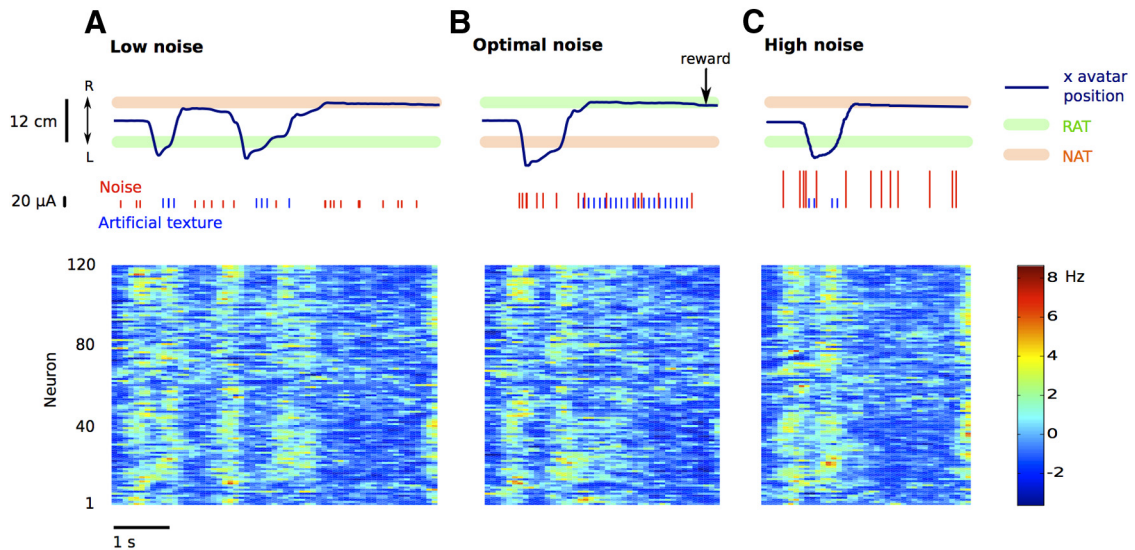 A
B
C
Low noise
Optimal noise
High noise
reward
R
12 cm
L
x avatar
position
RAT
NAT
Noise
20 µA
Artificial texture
120
80
40
1
Neuron
1 s
8 Hz
6
4
2
0
-2